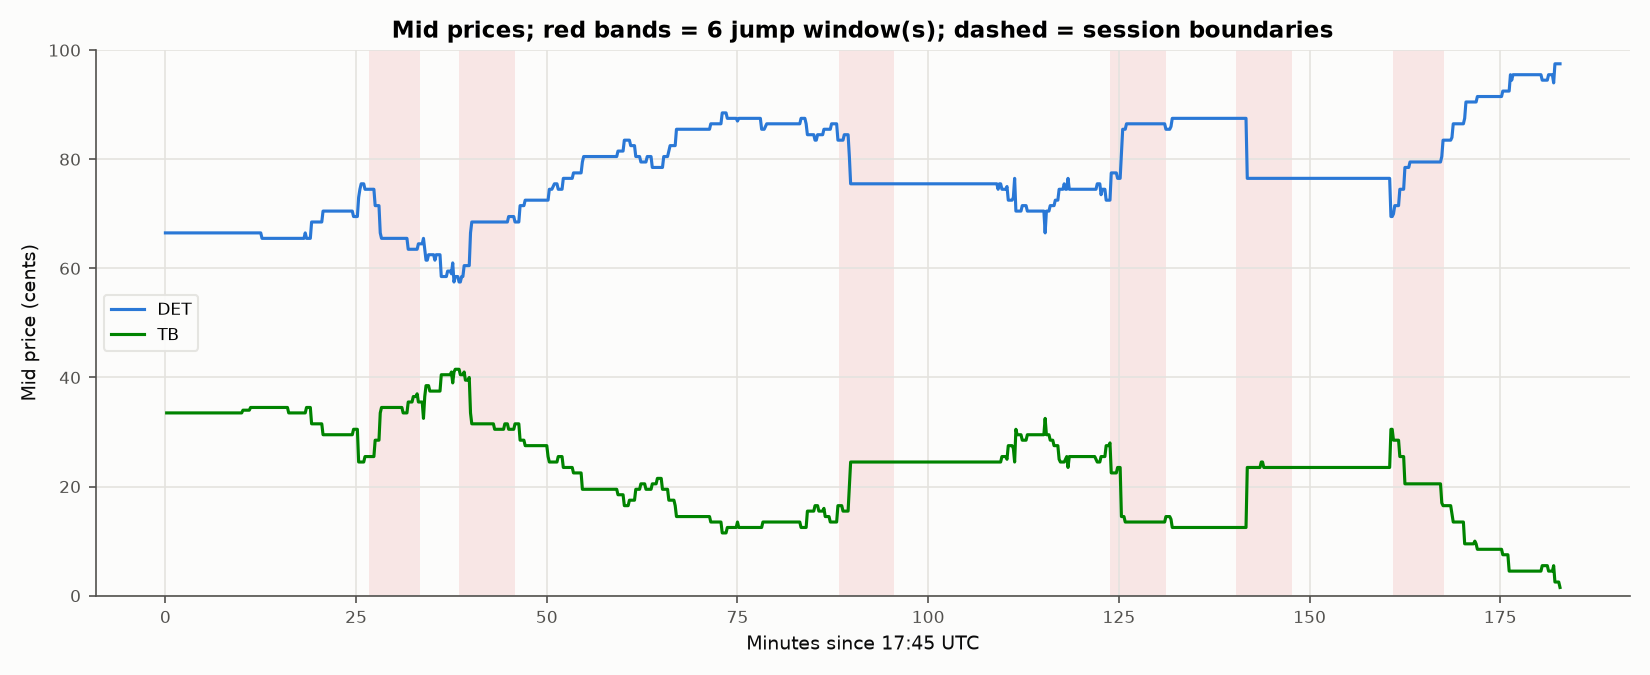 Mid prices; red bands = 6 jump window(s); dashed = session boundaries
Mid price (cents)
100
80
60
40
20
0
DET
TB
0 25 50 75 100 125 150 175
Minutes since 17:45 UTC